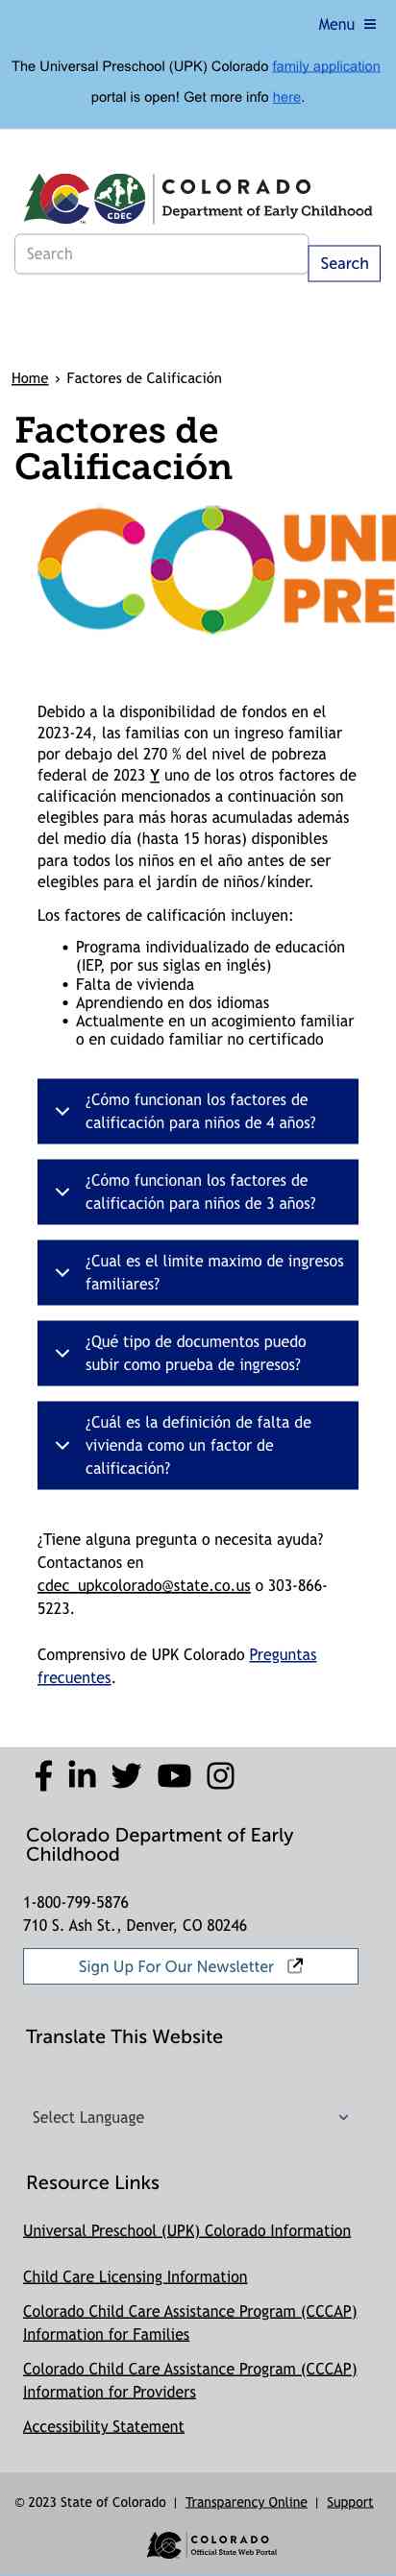 Menu
The Universal Preschool (UPK) Colorado family application
portal is open! Get more info here.
CDEC
COLORADO
Department of Early Childhood
Search
Search
Home › Factores de Calificación
Factores de
Calificación
CO UNI
PRE
Debido a la disponibilidad de fondos en el
2023-24, las familias con un ingreso familiar
por debajo del 270 % del nivel de pobreza
federal de 2023 Y uno de los otros factores de
calificación mencionados a continuación son
elegibles para más horas acumuladas además
del medio día (hasta 15 horas) disponibles
para todos los niños en el año antes de ser
elegibles para el jardín de niños/kínder.
Los factores de calificación incluyen:
• Programa individualizado de educación
(IEP, por sus siglas en inglés)
• Falta de vivienda
• Aprendiendo en dos idiomas
• Actualmente en un acogimiento familiar
o en cuidado familiar no certificado
¿Cómo funcionan los factores de
calificación para niños de 4 años?
¿Cómo funcionan los factores de
calificación para niños de 3 años?
¿Cual es el limite maximo de ingresos
familiares?
¿Qué tipo de documentos puedo
subir como prueba de ingresos?
¿Cuál es la definición de falta de
vivienda como un factor de
calificación?
¿Tiene alguna pregunta o necesita ayuda?
Contactanos en
cdec_upkcolorado@state.co.us o 303-866-
5223.
Comprensivo de UPK Colorado Preguntas
frecuentes.
Colorado Department of Early
Childhood
1-800-799-5876
710 S. Ash St., Denver, CO 80246
Sign Up For Our Newsletter
Translate This Website
Select Language
Resource Links
Universal Preschool (UPK) Colorado Information
Child Care Licensing Information
Colorado Child Care Assistance Program (CCCAP)
Information for Families
Colorado Child Care Assistance Program (CCCAP)
Information for Providers
Accessibility Statement
© 2023 State of Colorado | Transparency Online | Support
COLORADO
Official State Web Portal